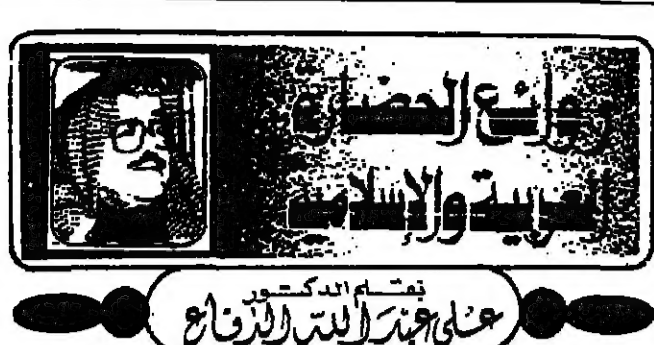 روائع الحضارة
العربية والإسلامية
بقلم الدكتور
علي عبد الله الدفاع